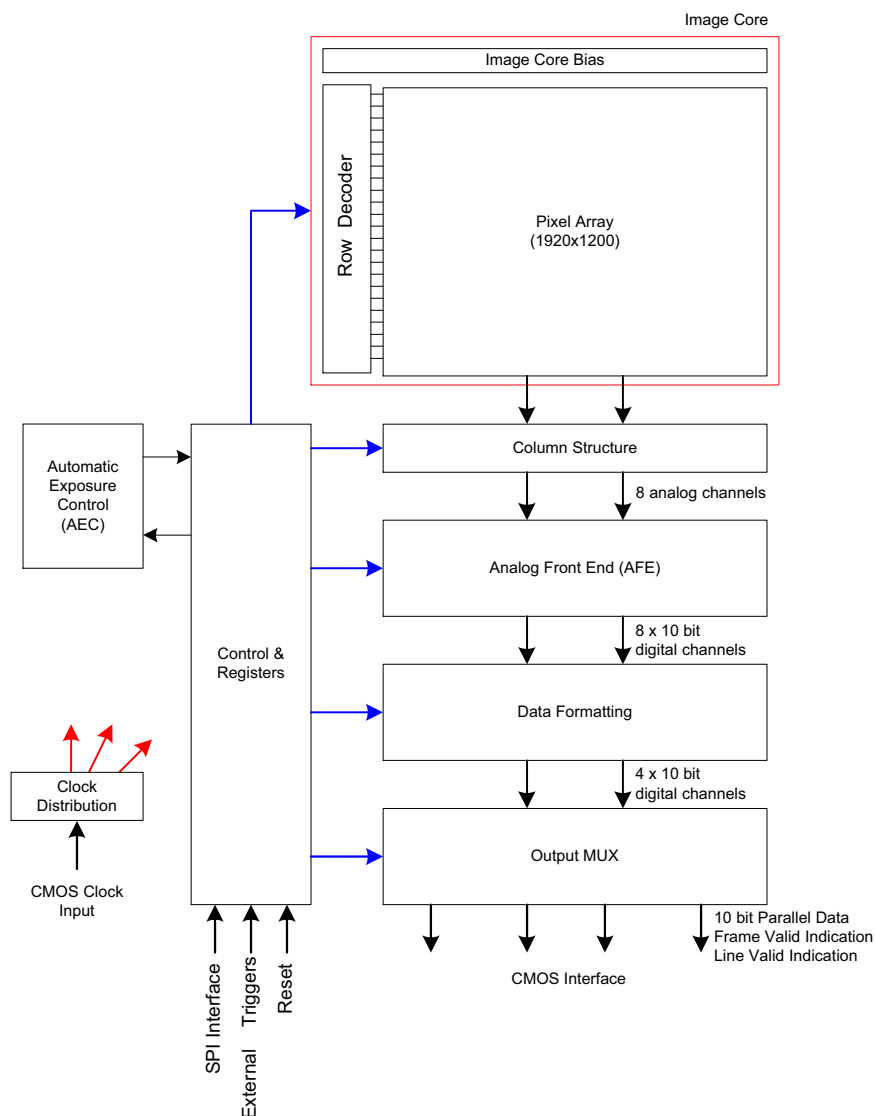 Image Core
Image Core Bias
Row Decoder
Pixel Array
(1920x1200)
Column Structure
8 analog channels
Automatic
Exposure
Control
(AEC)
Analog Front End (AFE)
8 x 10 bit
digital channels
Control &
Registers
Data Formatting
4 x 10 bit
digital channels
Clock
Distribution
Output MUX
CMOS Clock
Input
10 bit Parallel Data
Frame Valid Indication
Line Valid Indication
CMOS Interface
SPI Interface
External Triggers
Reset